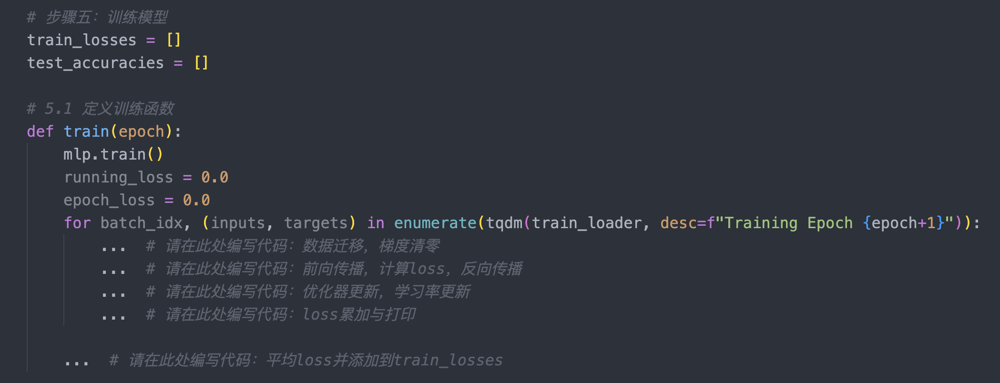 # 步骤五：训练模型
train_losses = []
test_accuracies = []
# 5.1 定义训练函数
def train(epoch):
    mlp.train()
    running_loss = 0.0
    epoch_loss = 0.0
    for batch_idx, (inputs, targets) in enumerate(tqdm(train_loader, desc=f"Training Epoch {epoch+1}")):
        ...  # 请在此处编写代码：数据迁移，梯度清零
        ...  # 请在此处编写代码：前向传播，计算loss，反向传播
        ...  # 请在此处编写代码：优化器更新，学习率更新
        ...  # 请在此处编写代码：loss累加与打印
    ...  # 请在此处编写代码：平均loss并添加到train_losses